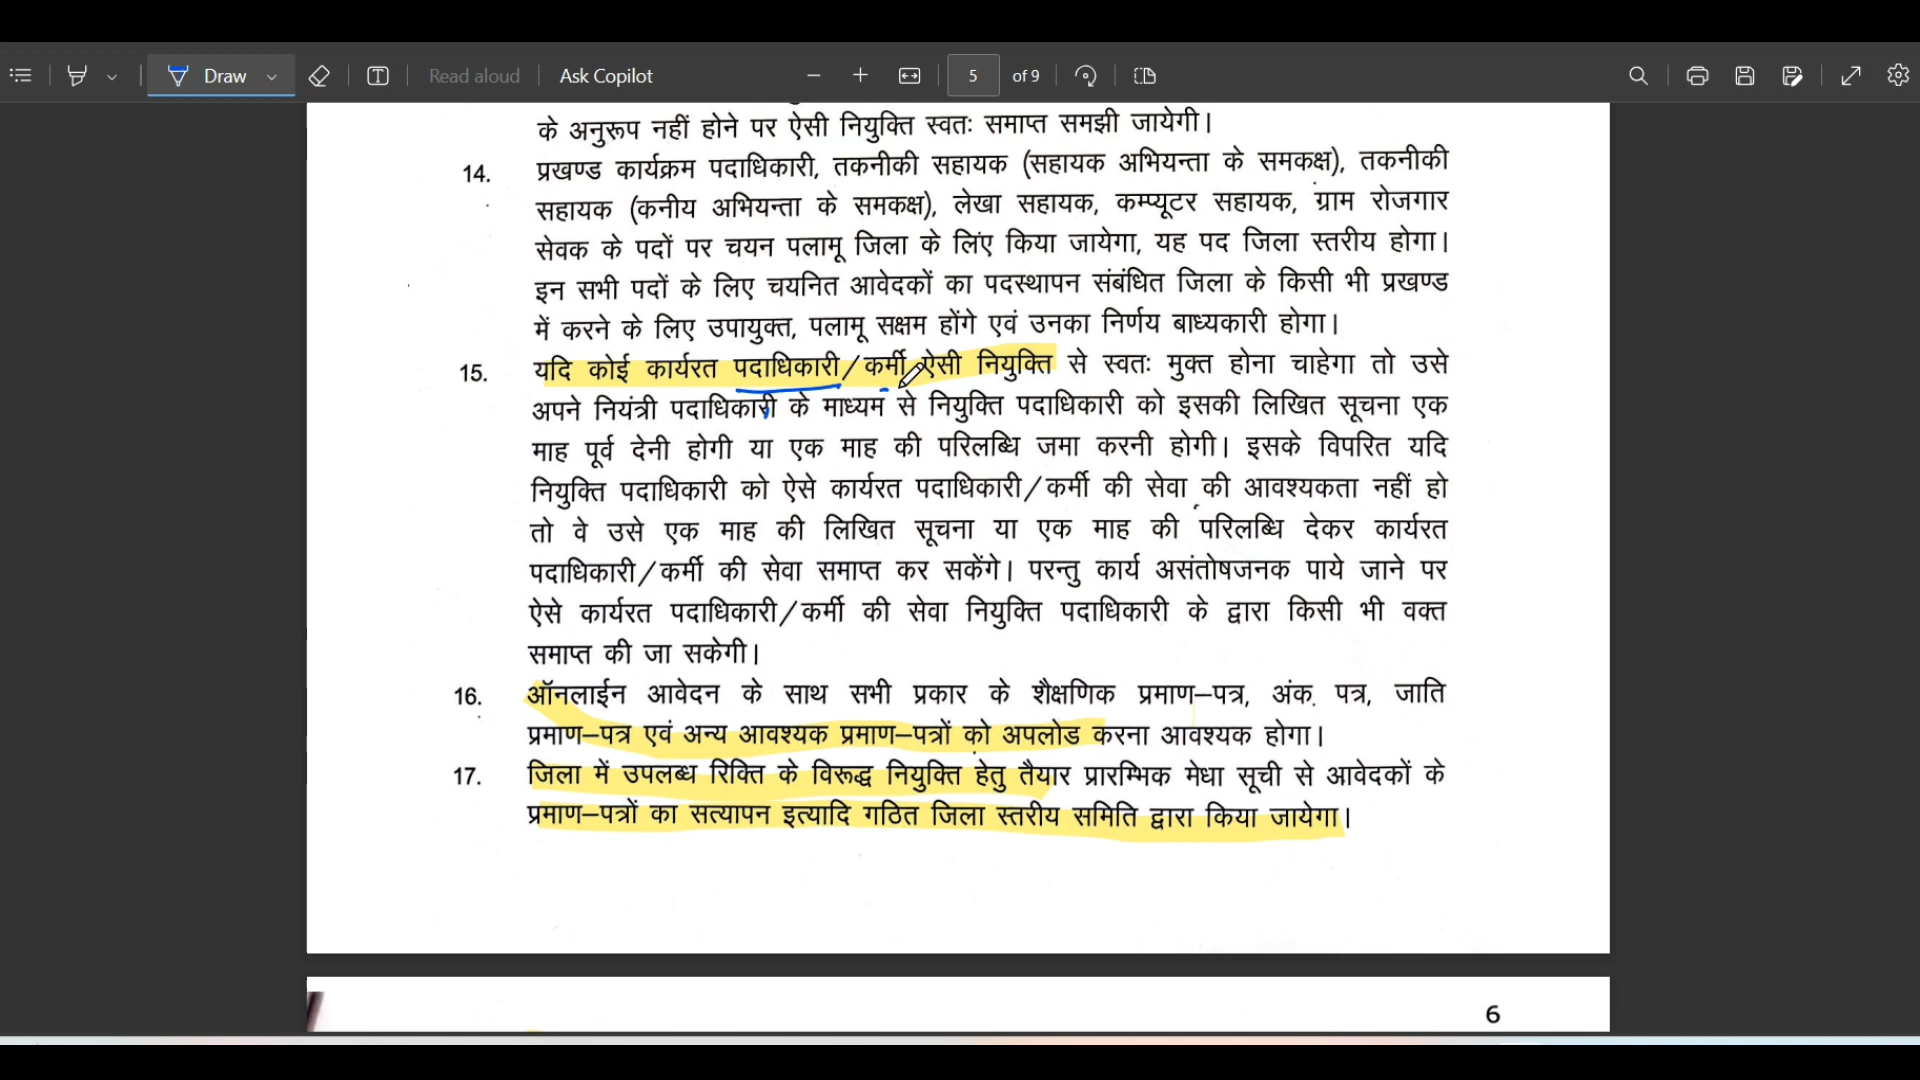 Draw
Read aloud
Ask Copilot
5 of 9
के अनुरूप नहीं होने पर ऐसी नियुक्ति स्वतः समाप्त समझी जायेगी।
14. प्रखण्ड कार्यक्रम पदाधिकारी, तकनीकी सहायक (सहायक अभियन्ता के समकक्ष), तकनीकी
सहायक (कनीय अभियन्ता के समकक्ष), लेखा सहायक, कम्प्यूटर सहायक, ग्राम रोजगार
सेवक के पदों पर चयन पलामू जिला के लिंए किया जायेगा, यह पद जिला स्तरीय होगा।
इन सभी पदों के लिए चयनित आवेदकों का पदस्थापन संबंधित जिला के किसी भी प्रखण्ड
में करने के लिए उपायुक्त, पलामू सक्षम होंगे एवं उनका निर्णय बाध्यकारी होगा।
15. यदि कोई कार्यरत पदाधिकारी/कर्मी ऐसी नियुक्ति से स्वतः मुक्त होना चाहेगा तो उसे
अपने नियंत्री पदाधिकारी के माध्यम से नियुक्ति पदाधिकारी को इसकी लिखित सूचना एक
माह पूर्व देनी होगी या एक माह की परिलब्धि जमा करनी होगी। इसके विपरित यदि
नियुक्ति पदाधिकारी को ऐसे कार्यरत पदाधिकारी/कर्मी की सेवा की आवश्यकता नहीं हो
तो वे उसे एक माह की लिखित सूचना या एक माह की परिलब्धि देकर कार्यरत
पदाधिकारी/कर्मी की सेवा समाप्त कर सकेंगे। परन्तु कार्य असंतोषजनक पाये जाने पर
ऐसे कार्यरत पदाधिकारी/कर्मी की सेवा नियुक्ति पदाधिकारी के द्वारा किसी भी वक्त
समाप्त की जा सकेगी।
16. ऑनलाईन आवेदन के साथ सभी प्रकार के शैक्षणिक प्रमाण–पत्र, अंक पत्र, जाति
प्रमाण–पत्र एवं अन्य आवश्यक प्रमाण–पत्रों को अपलोड करना आवश्यक होगा।
17. जिला में उपलब्ध रिक्ति के विरूद्ध नियुक्ति हेतु तैयार प्रारम्भिक मेधा सूची से आवेदकों के
प्रमाण–पत्रों का सत्यापन इत्यादि गठित जिला स्तरीय समिति द्वारा किया जायेगा।
6